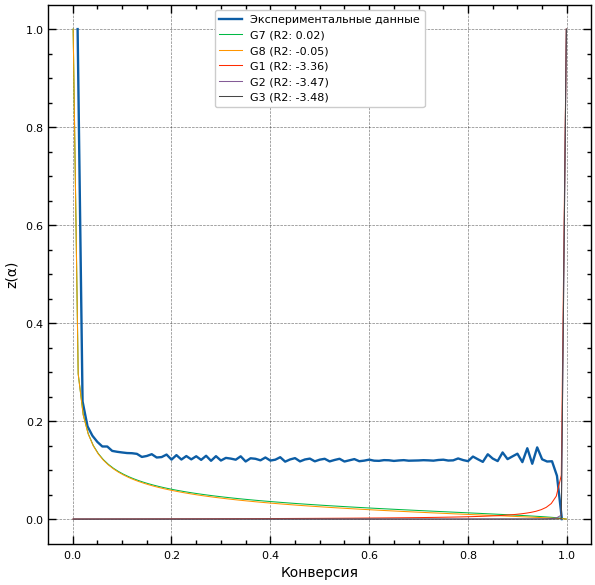 Экспериментальные данные
G7 (R2: 0.02)
G8 (R2: -0.05)
G1 (R2: -3.36)
G2 (R2: -3.47)
G3 (R2: -3.48)
z(α)
1.0
0.8
0.6
0.4
0.2
0.0
0.0 0.2 0.4 0.6 0.8 1.0
Конверсия